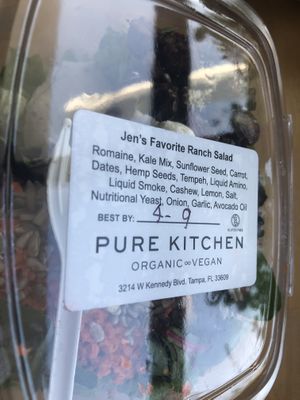 Jen's Favorite Ranch Salad
Romaine, Kale Mix, Sunflower Seed, Carrot,
Dates, Hemp Seeds, Tempeh, Liquid Amino,
Liquid Smoke, Cashew, Lemon, Salt,
Nutritional Yeast, Onion, Garlic, Avocado Oil
BEST BY: 4-9
PURE KITCHEN
ORGANIC∞VEGAN
3214 W Kennedy Blvd. Tampa, FL 33609